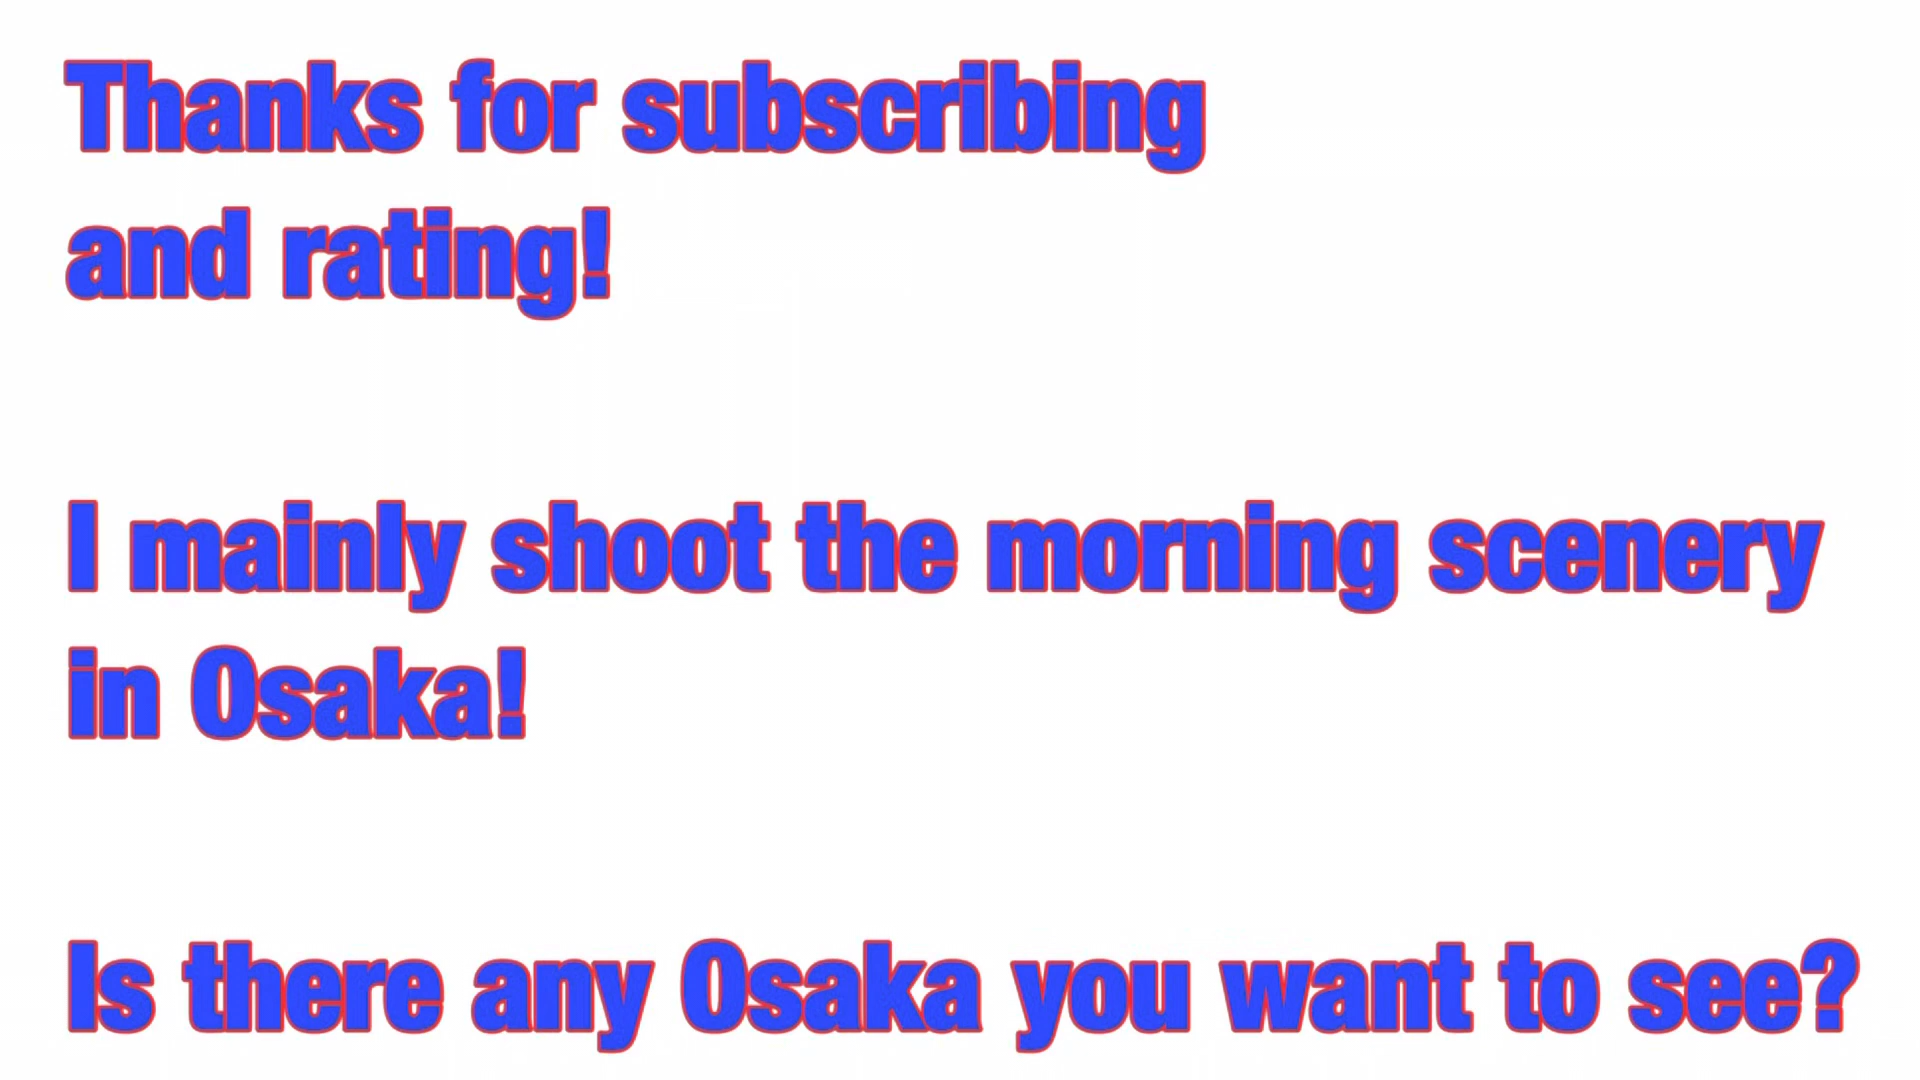 Thanks for subscribing
and rating!
I mainly shoot the morning scenery
in Osaka!
Is there any Osaka you want to see?